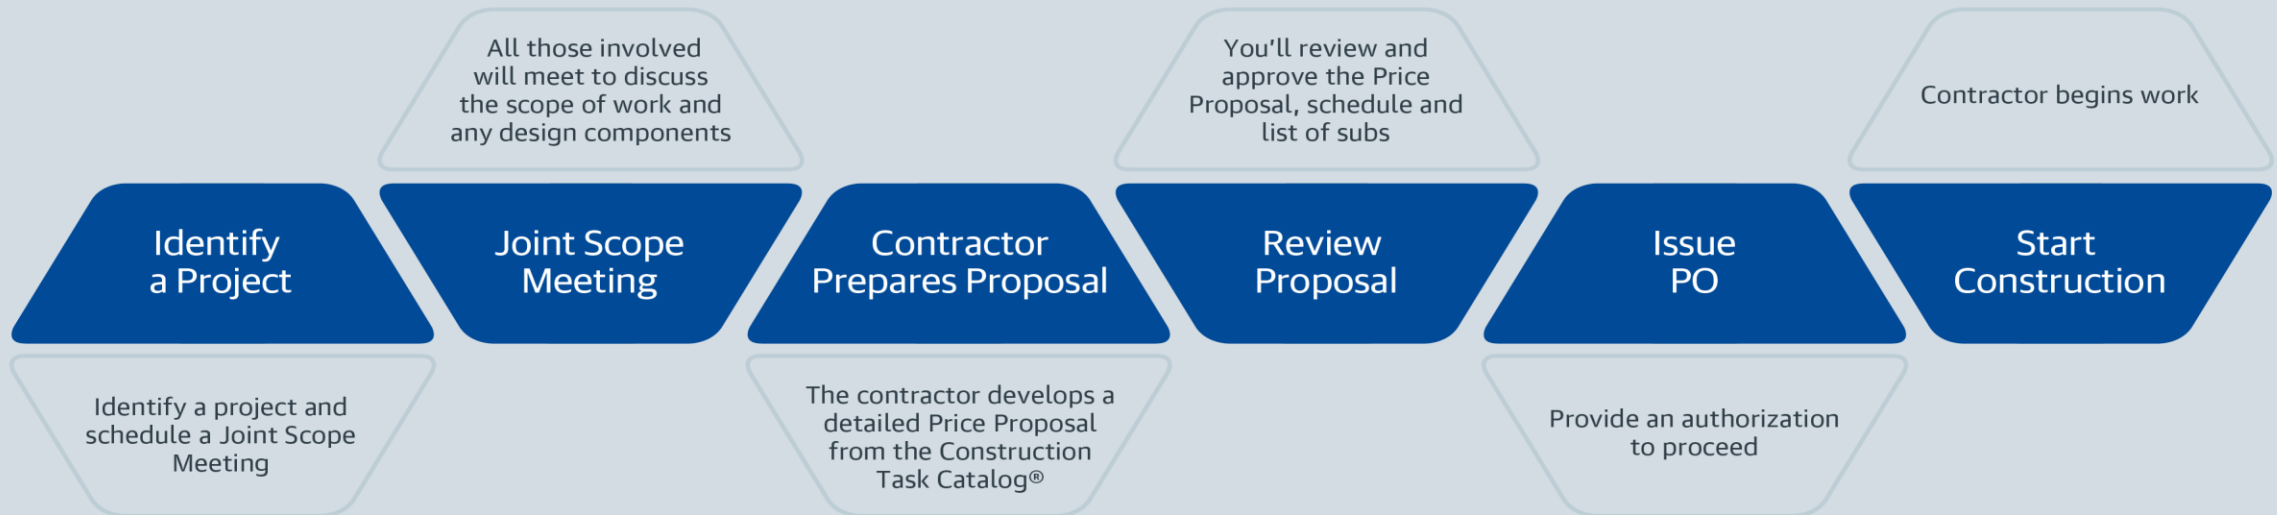 Identify
a Project
Identify a project and
schedule a Joint Scope
Meeting
All those involved
will meet to discuss
the scope of work and
any design components
Joint Scope
Meeting
Contractor
Prepares Proposal
The contractor develops a
detailed Price Proposal
from the Construction
Task Catalog®
You'll review and
approve the Price
Proposal, schedule and
list of subs
Review
Proposal
Issue
PO
Provide an authorization
to proceed
Contractor begins work
Start
Construction